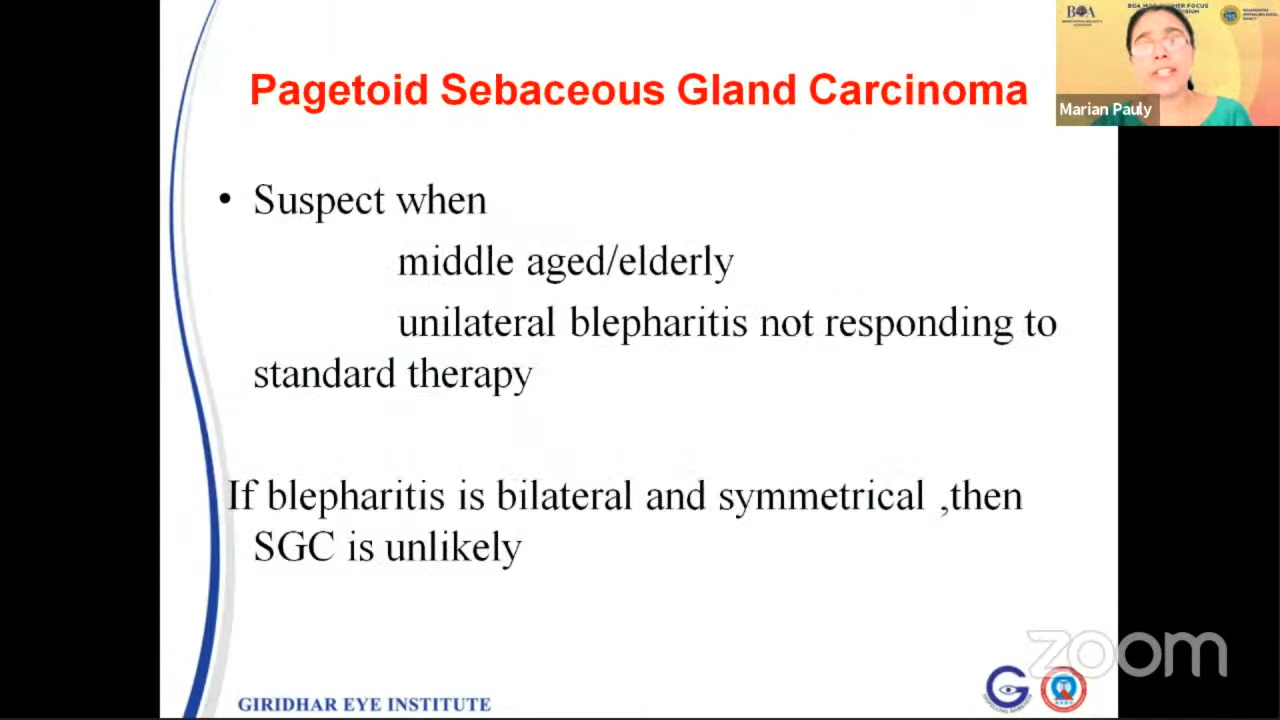 Pagetoid Sebaceous Gland Carcinoma
• Suspect when
middle aged/elderly
unilateral blepharitis not responding to
standard therapy
If blepharitis is bilateral and symmetrical ,then
SGC is unlikely
GIRIDHAR EYE INSTITUTE
Marian Pauly
zoom